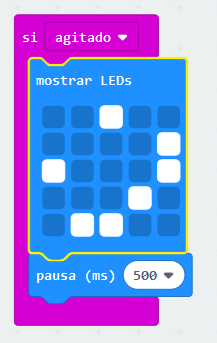 si agitado
mostrar LEDs
pausa (ms) 500